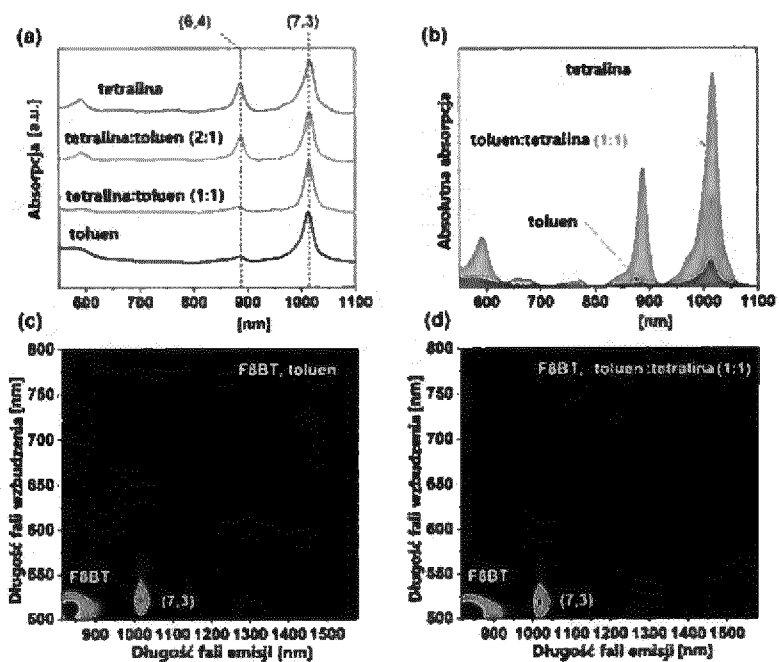 (a)
(6,4)
(7,3)
tetralina
tetralina:toluen (2:1)
tetralina:toluen (1:1)
toluen
Absorpcja [a.u.]
600 700 800 900 1000 1100
[nm]
(b)
tetralina
toluen:tetralina (1:1)
toluen
Absolutna absorpcja
600 700 800 900 1000 1100
[nm]
(c)
F8BT, toluen
F8BT
(7,3)
Długość fali wzbudzenia [nm]
800
750
700
650
600
550
500
900 1000 1100 1200 1300 1400 1500
Długość fali emisji [nm]
(d)
F8BT, toluen:tetralina (1:1)
F8BT
(7,3)
Długość fali wzbudzenia [nm]
800
750
700
650
600
550
500
900 1000 1100 1200 1300 1400 1500
Długość fali emisji [nm]